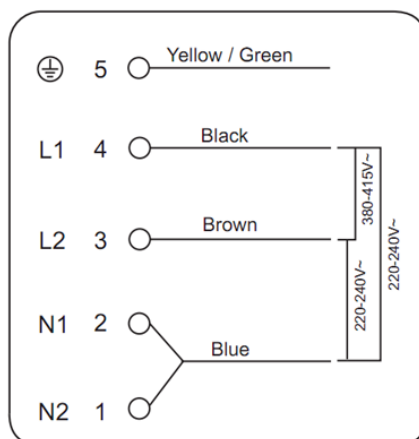 5 Yellow / Green
L1 4 Black
L2 3 Brown
N1 2
Blue
N2 1
380-415V~
220-240V~
220-240V~